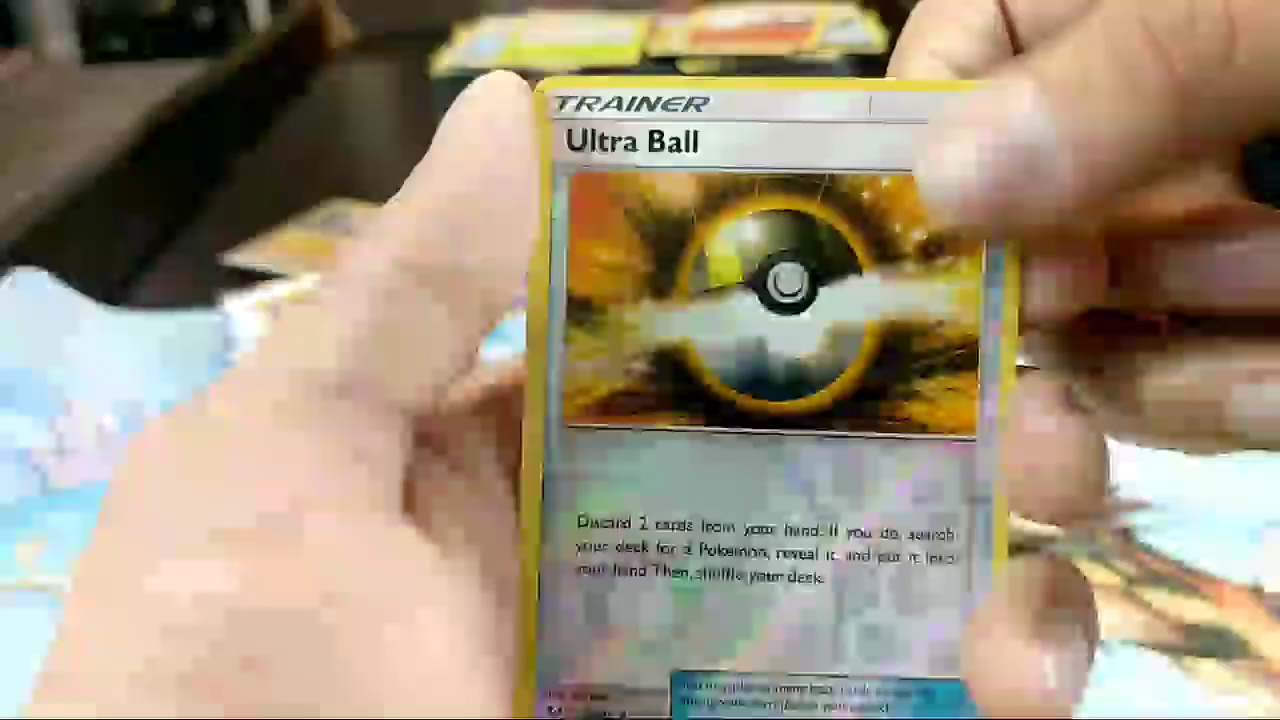 TRAINER
Ultra Ball
Discard 2 cards from your hand. If you do, search
your deck for a Pokémon, reveal it, and put it into
your hand. Then, shuffle your deck.